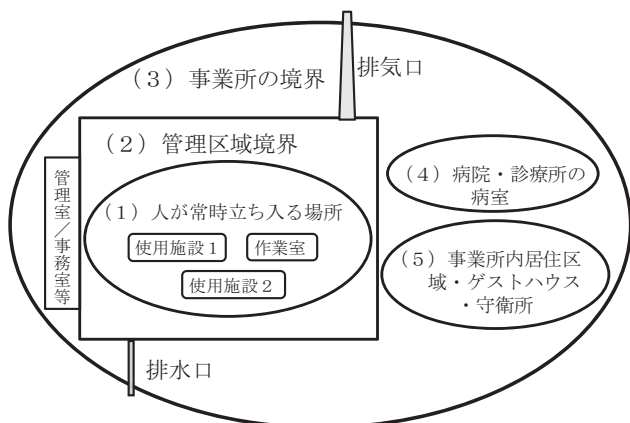 (３) 事業所の境界
排気口
(２) 管理区域境界
管理室／事務室等
(１) 人が常時立ち入る場所
使用施設１
作業室
使用施設２
(４) 病院・診療所の
病室
(５) 事業所内居住区
域・ゲストハウス
・守衛所
排水口